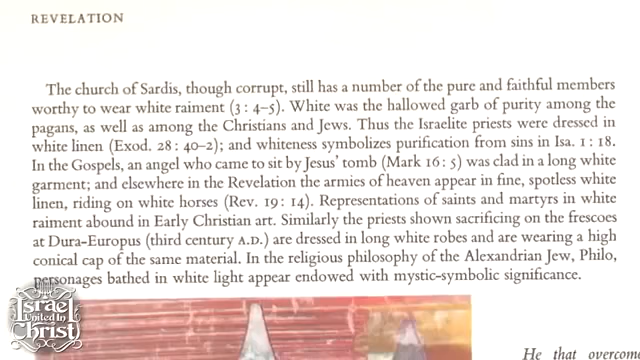 REVELATION
The church of Sardis, though corrupt, still has a number of the pure and faithful members
worthy to wear white raiment (3 : 4–5). White was the hallowed garb of purity among the
pagans, as well as among the Christians and Jews. Thus the Israelite priests were dressed in
white linen (Exod. 28 : 40–2); and whiteness symbolizes purification from sins in Isa. 1 : 18.
In the Gospels, an angel who came to sit by Jesus' tomb (Mark 16 : 5) was clad in a long white
garment; and elsewhere in the Revelation the armies of heaven appear in fine, spotless white
linen, riding on white horses (Rev. 19 : 14). Representations of saints and martyrs in white
raiment abound in Early Christian art. Similarly the priests shown sacrificing on the frescoes
at Dura-Europus (third century A.D.) are dressed in long white robes and are wearing a high
conical cap of the same material. In the religious philosophy of the Alexandrian Jew, Philo,
personages bathed in white light appear endowed with mystic-symbolic significance.
He that overcome
Israel
United In
Christ